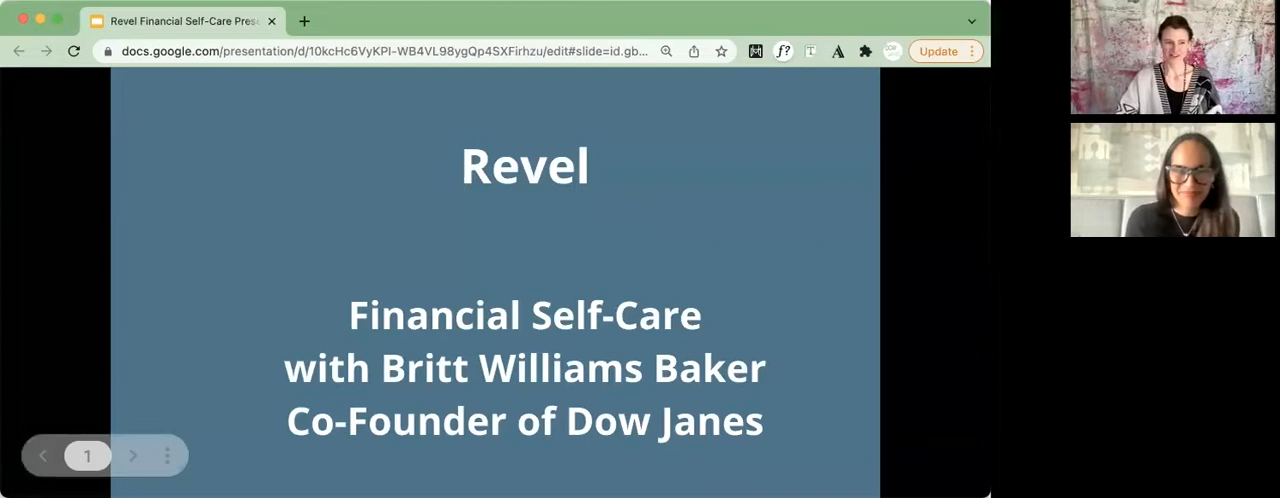 Revel Financial Self-Care Pres
docs.google.com/presentation/d/10kcHc6VyKPI-WB4VL98ygQp4SXFirhzu/edit#slide=id.gb...
f?
T
A
Update
Revel
Financial Self-Care
with Britt Williams Baker
Co-Founder of Dow Janes
1